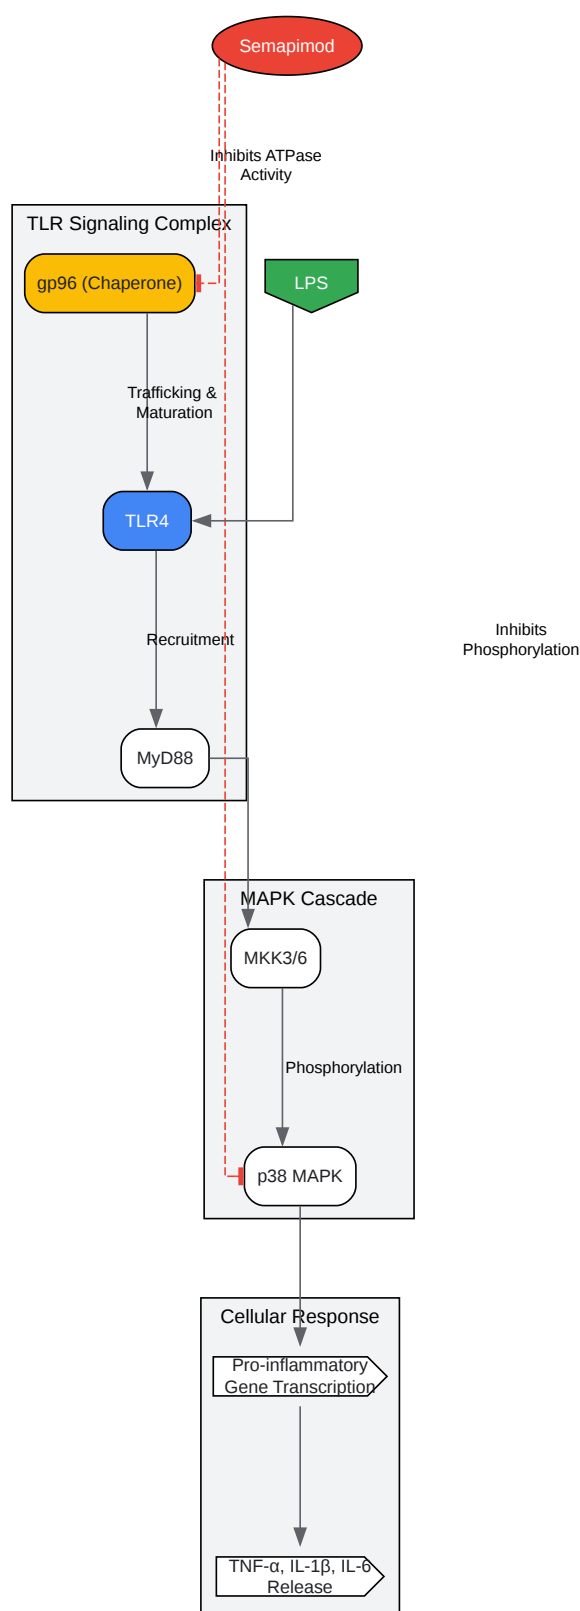 Semapimod
Inhibits ATPase
Activity
TLR Signaling Complex
gp96 (Chaperone)
LPS
Trafficking &
Maturation
TLR4
Recruitment
Inhibits
Phosphorylation
MyD88
MAPK Cascade
MKK3/6
Phosphorylation
p38 MAPK
Cellular Response
Pro-inflammatory
Gene Transcription
TNF-α, IL-1β, IL-6
Release